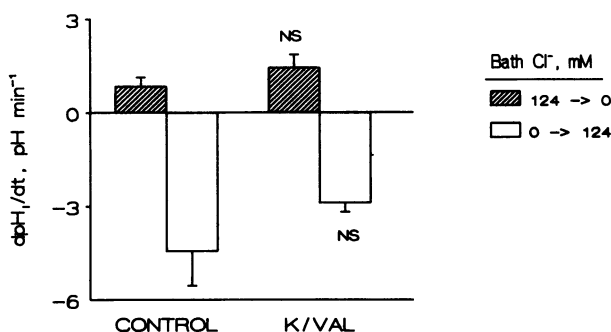 3
0
-3
-6
dpHi/dt, pH min⁻¹
NS
NS
CONTROL
K/VAL
Bath Cl⁻, mM
124 -> 0
0 -> 124